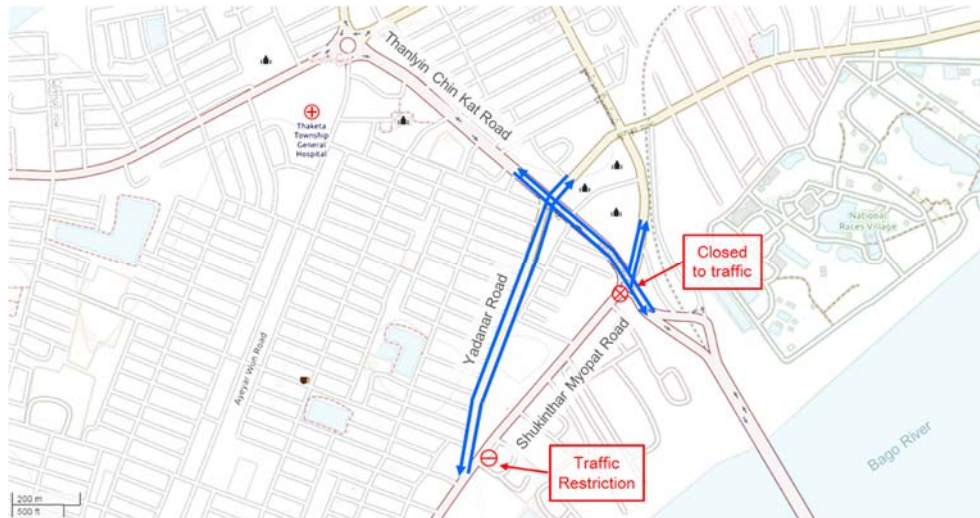 Thanlyin Chin Kat Road
Thaketa
Township
General
Hospital
National
Races Village
Closed
to traffic
Yadanar Road
Shukinthar Myopat Road
Ayeyar Wun Road
Traffic
Restriction
Bago River
200 m
500 ft